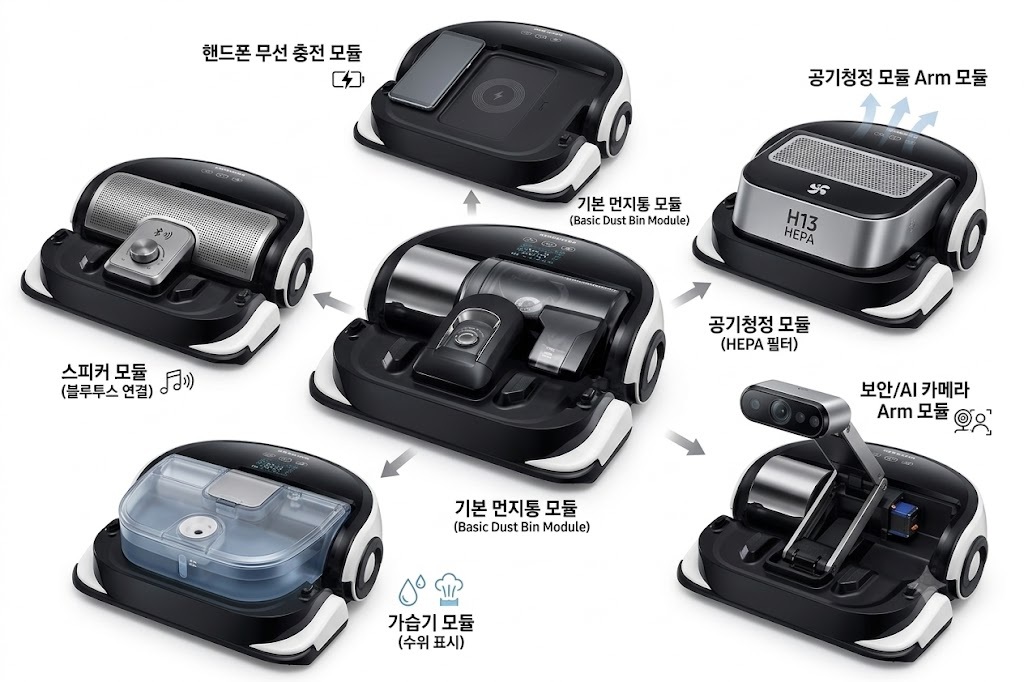 핸드폰 무선 충전 모듈
공기청정 모듈 Arm 모듈
기본 먼지통 모듈
(Basic Dust Bin Module)
H13
HEPA
스피커 모듈
(블루투스 연결)
공기청정 모듈
(HEPA 필터)
보안/AI 카메라
Arm 모듈
기본 먼지통 모듈
(Basic Dust Bin Module)
가습기 모듈
(수위 표시)